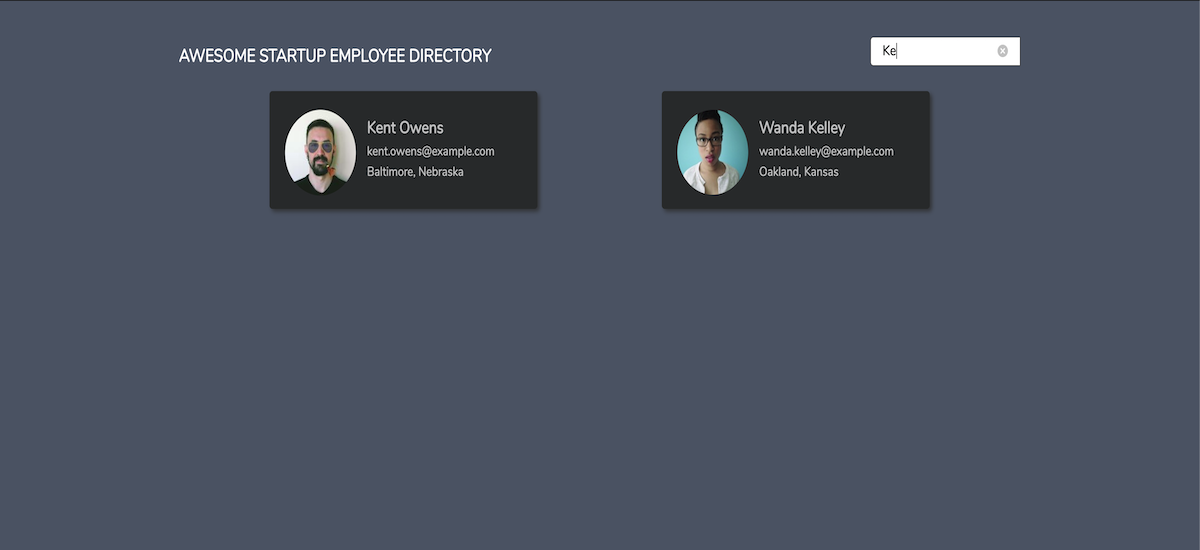 AWESOME STARTUP EMPLOYEE DIRECTORY
Ke
Kent Owens
kent.owens@example.com
Baltimore, Nebraska
Wanda Kelley
wanda.kelley@example.com
Oakland, Kansas